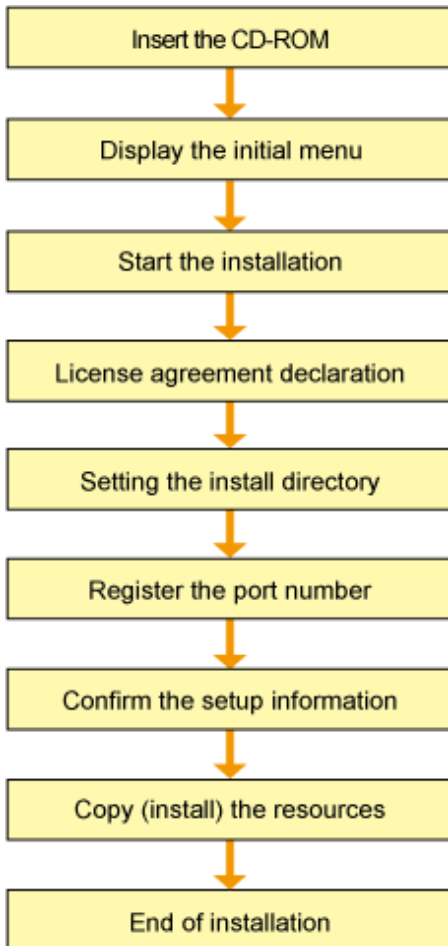 Insert the CD-ROM
Display the initial menu
Start the installation
License agreement declaration
Setting the install directory
Register the port number
Confirm the setup information
Copy (install) the resources
End of installation